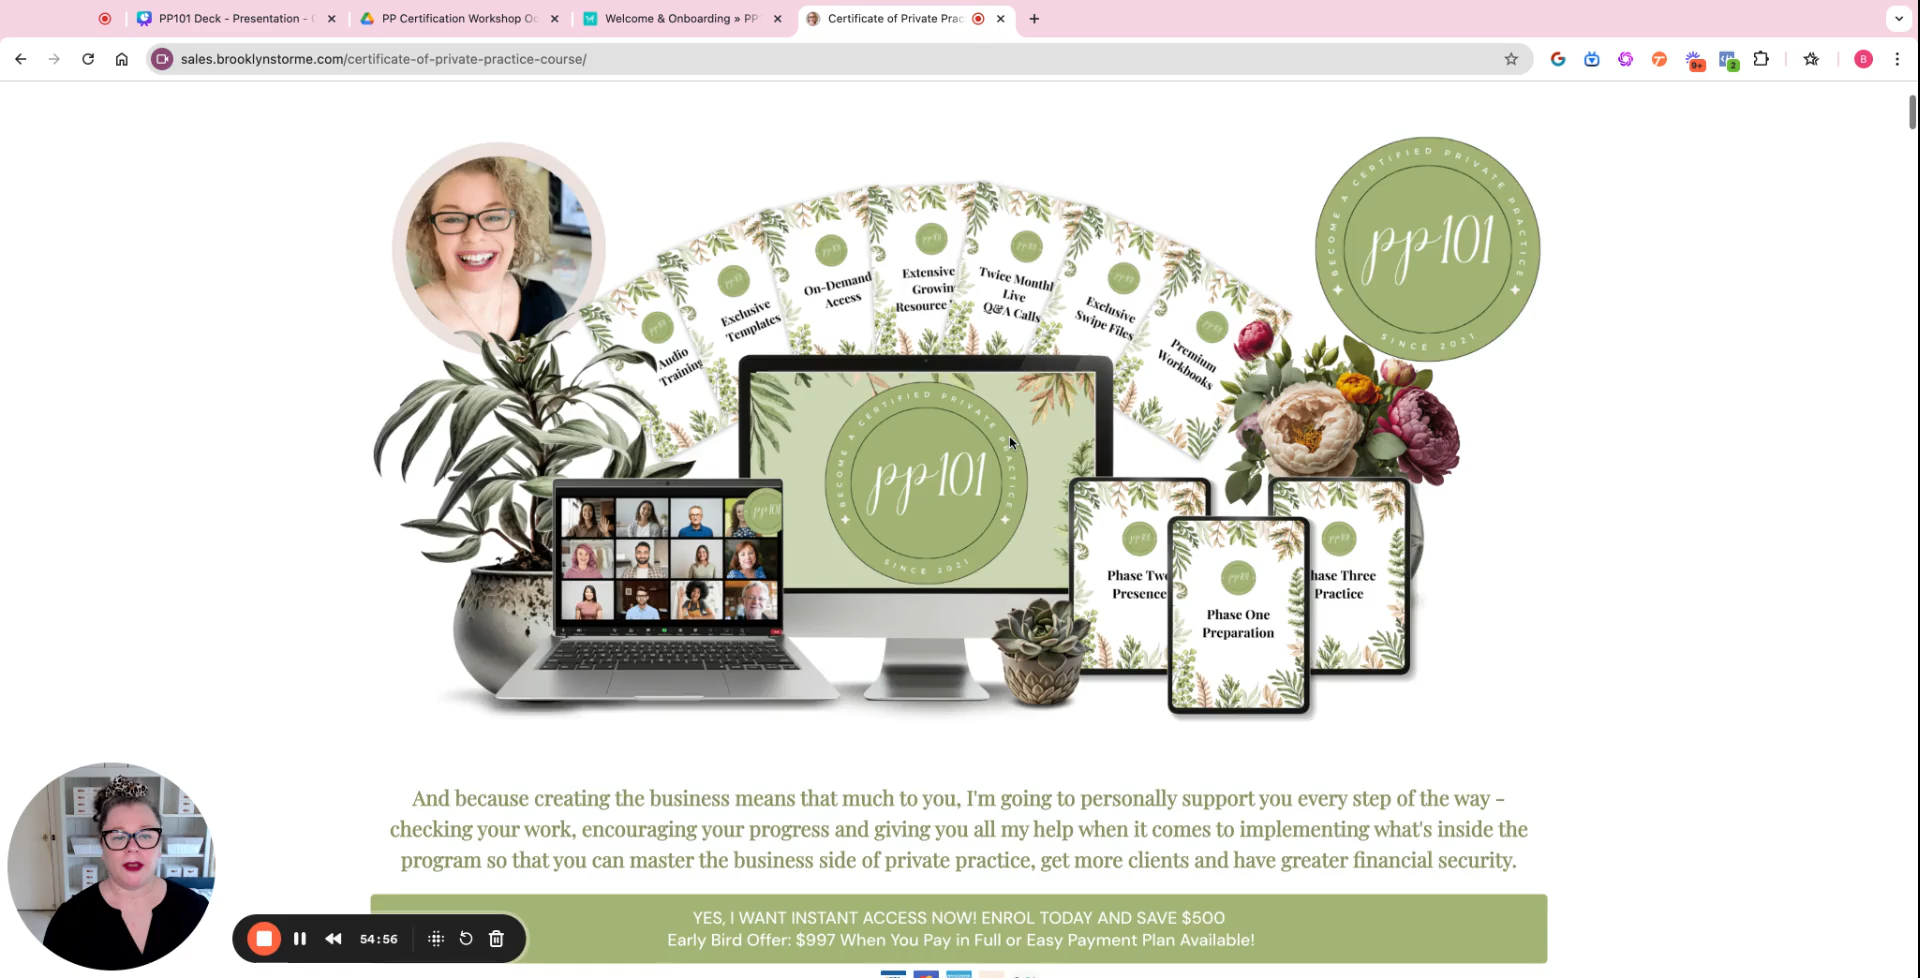 PP101 Deck - Presentation -
PP Certification Workshop Oc
Welcome & Onboarding » PP
Certificate of Private Prac
sales.brooklynstorme.com/certificate-of-private-practice-course/
9+
2
B
Audio
Training
Exclusive
Templates
On-Demand
Access
Extensive
Growin
Resource
Twice Monthl
Live
Q&A Calls
Exclusive
Swipe Files
Premium
Workbooks
BECOME A CERTIFIED PRIVATE PRACTICE
pp101
SINCE 2021
BECOME A CERTIFIED PRIVATE PRACTICE
pp101
SINCE 2021
pp101
Phase Two
Presence
Phase One
Preparation
hase Three
Practice
And because creating the business means that much to you, I'm going to personally support you every step of the way -
checking your work, encouraging your progress and giving you all my help when it comes to implementing what's inside the
program so that you can master the business side of private practice, get more clients and have greater financial security.
YES, I WANT INSTANT ACCESS NOW! ENROL TODAY AND SAVE $500
Early Bird Offer: $997 When You Pay in Full or Easy Payment Plan Available!
54:56